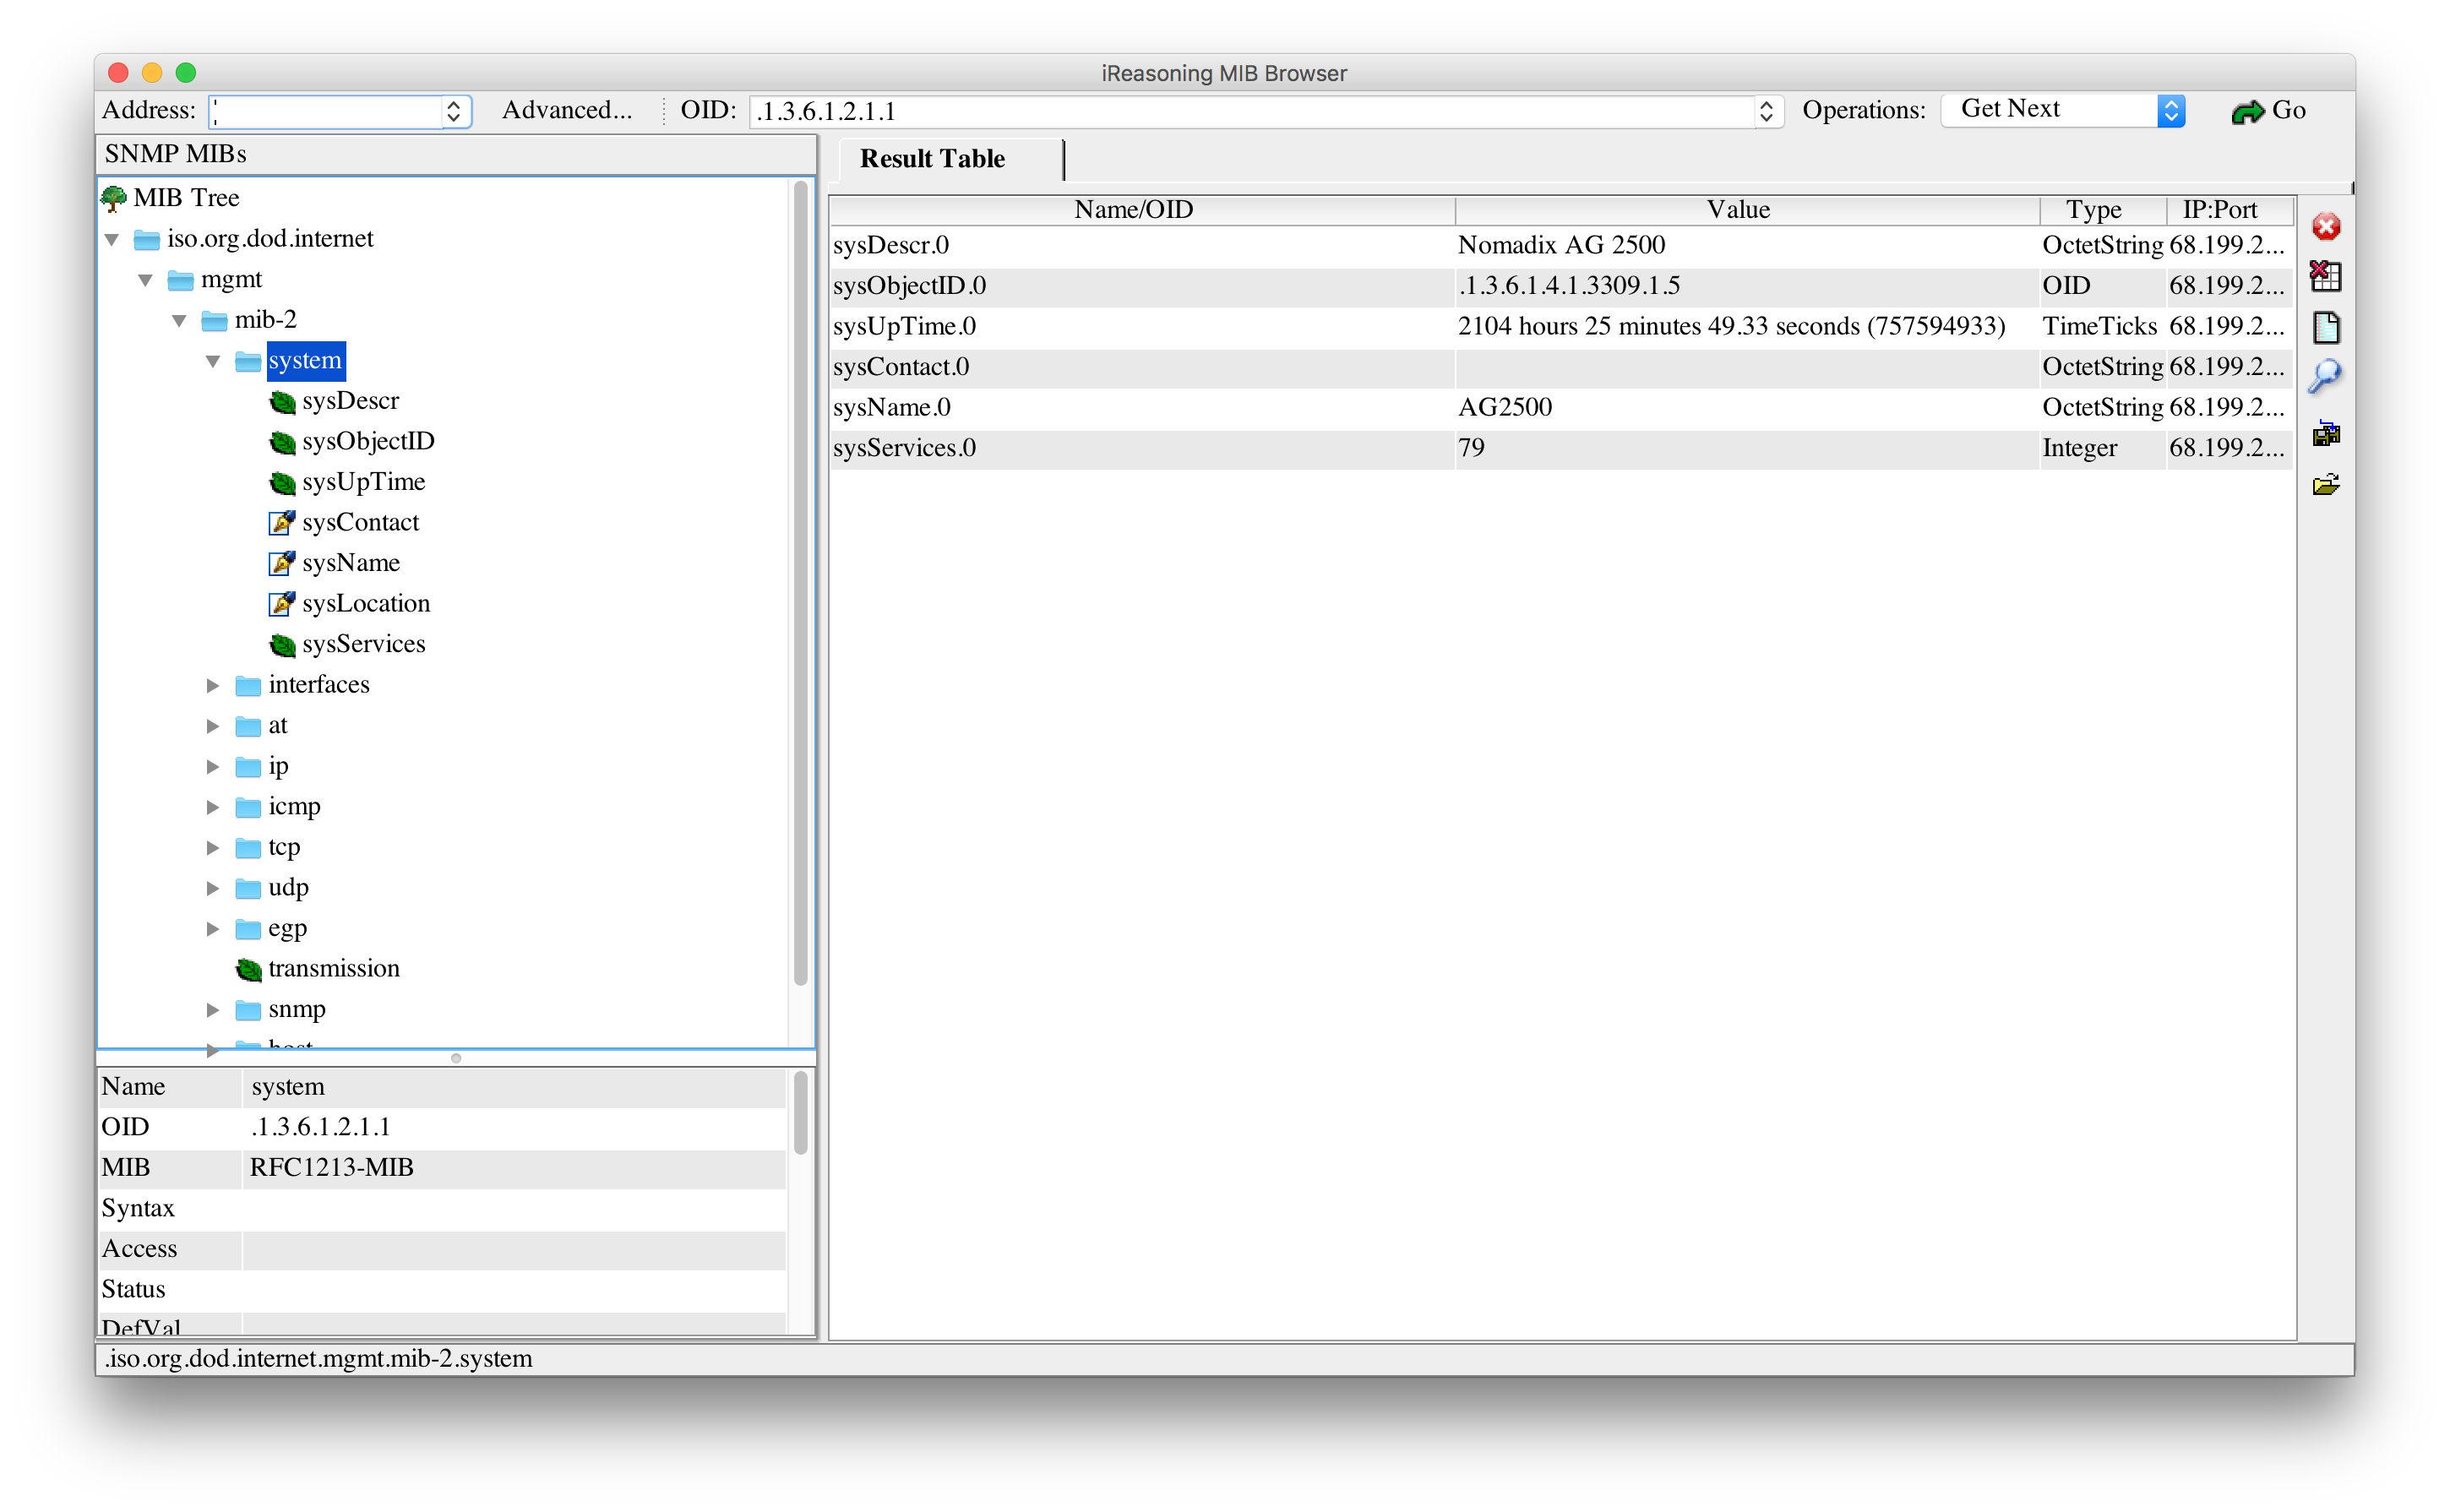 iReasoning MIB Browser
Address: Advanced... OID: .1.3.6.1.2.1.1 Operations: Get Next Go
SNMP MIBs
MIB Tree
iso.org.dod.internet
mgmt
mib-2
system
sysDescr
sysObjectID
sysUpTime
sysContact
sysName
sysLocation
sysServices
interfaces
at
ip
icmp
tcp
udp
egp
transmission
snmp
host
Name system
OID .1.3.6.1.2.1.1
MIB RFC1213-MIB
Syntax
Access
Status
DefVal
Result Table
Name/OID Value Type IP:Port
sysDescr.0 Nomadix AG 2500 OctetString 68.199.2...
sysObjectID.0 .1.3.6.1.4.1.3309.1.5 OID 68.199.2...
sysUpTime.0 2104 hours 25 minutes 49.33 seconds (757594933) TimeTicks 68.199.2...
sysContact.0 OctetString 68.199.2...
sysName.0 AG2500 OctetString 68.199.2...
sysServices.0 79 Integer 68.199.2...
.iso.org.dod.internet.mgmt.mib-2.system